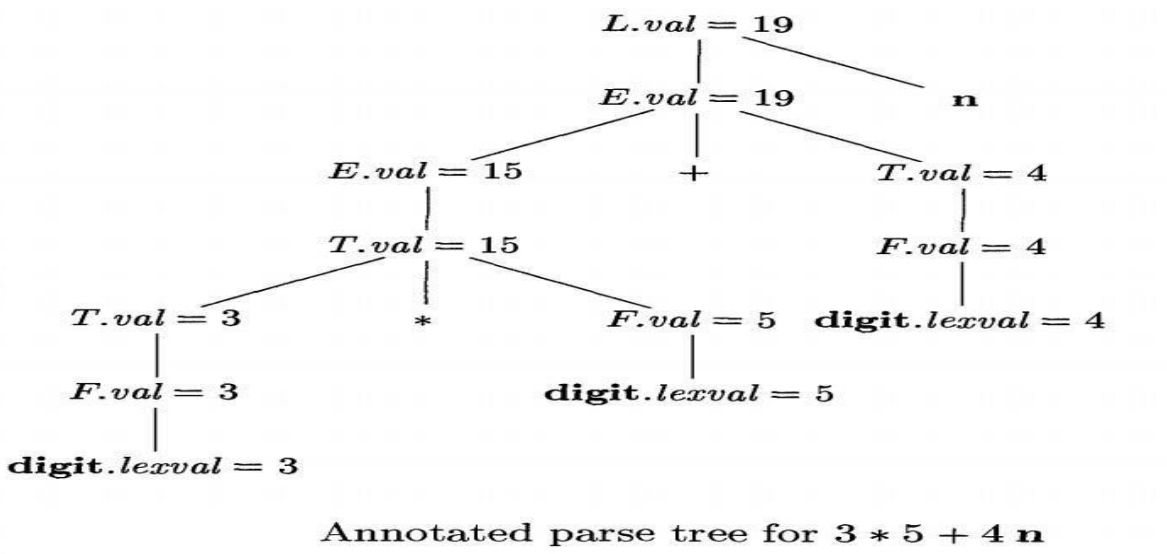 L.val = 19
E.val = 19 n
E.val = 15 + T.val = 4
T.val = 15 F.val = 4
T.val = 3 * F.val = 5 digit.lexval = 4
F.val = 3 digit.lexval = 5
digit.lexval = 3
Annotated parse tree for 3 * 5 + 4 n